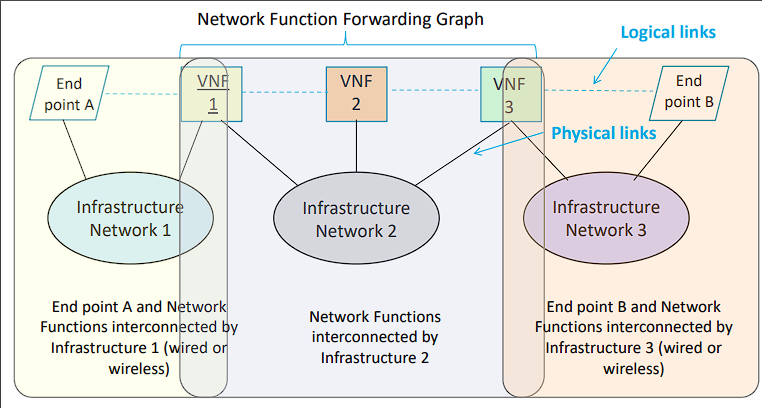 Network Function Forwarding Graph
Logical links
End
point A
VNF
1
VNF
2
VNF
3
End
point B
Physical links
Infrastructure
Network 1
Infrastructure
Network 2
Infrastructure
Network 3
End point A and Network
Functions interconnected by
Infrastructure 1 (wired or
wireless)
Network Functions
interconnected by
Infrastructure 2
End point B and Network
Functions interconnected by
Infrastructure 3 (wired or
wireless)